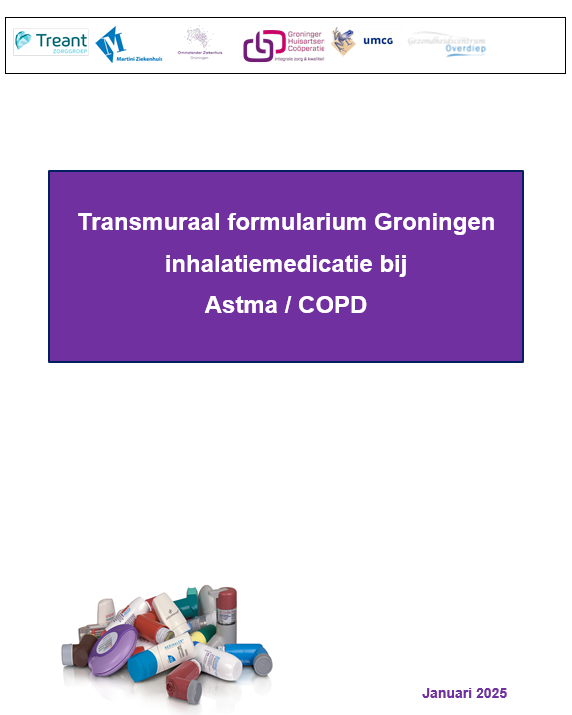 Treant
ZORGGROEP
Martini Ziekenhuis
Ommelander Ziekenhuis
Groningen
Groninger
Huisartsen
Coöperatie
integrale zorg & kwaliteit
umcg
Gezondheidscentrum
Overdiep
Transmuraal formularium Groningen
inhalatiemedicatie bij
Astma / COPD
Januari 2025